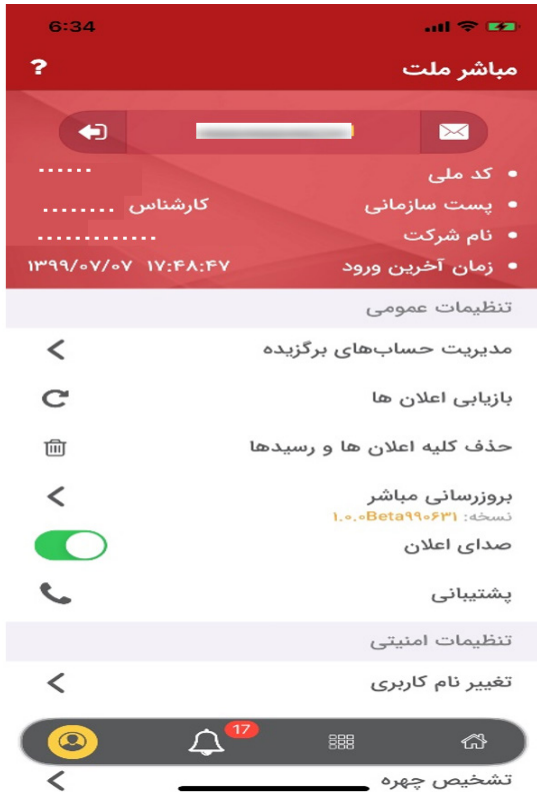 6:34
مباشر ملت ?
کد ملی ......
پست سازمانی کارشناس ........
نام شرکت .............
زمان آخرین ورود ۱۳۹۹/۰۷/۰۷ ۱۷:۴۸:۴۷
تنظیمات عمومی
مدیریت حساب‌های برگزیده
بازیابی اعلان ها
حذف کلیه اعلان ها و رسیدها
بروزرسانی مباشر
نسخه: ۱.۰.۰Beta۹۹۰۶۳۱
صدای اعلان
پشتیبانی
تنظیمات امنیتی
تغییر نام کاربری
17
تشخیص چهره